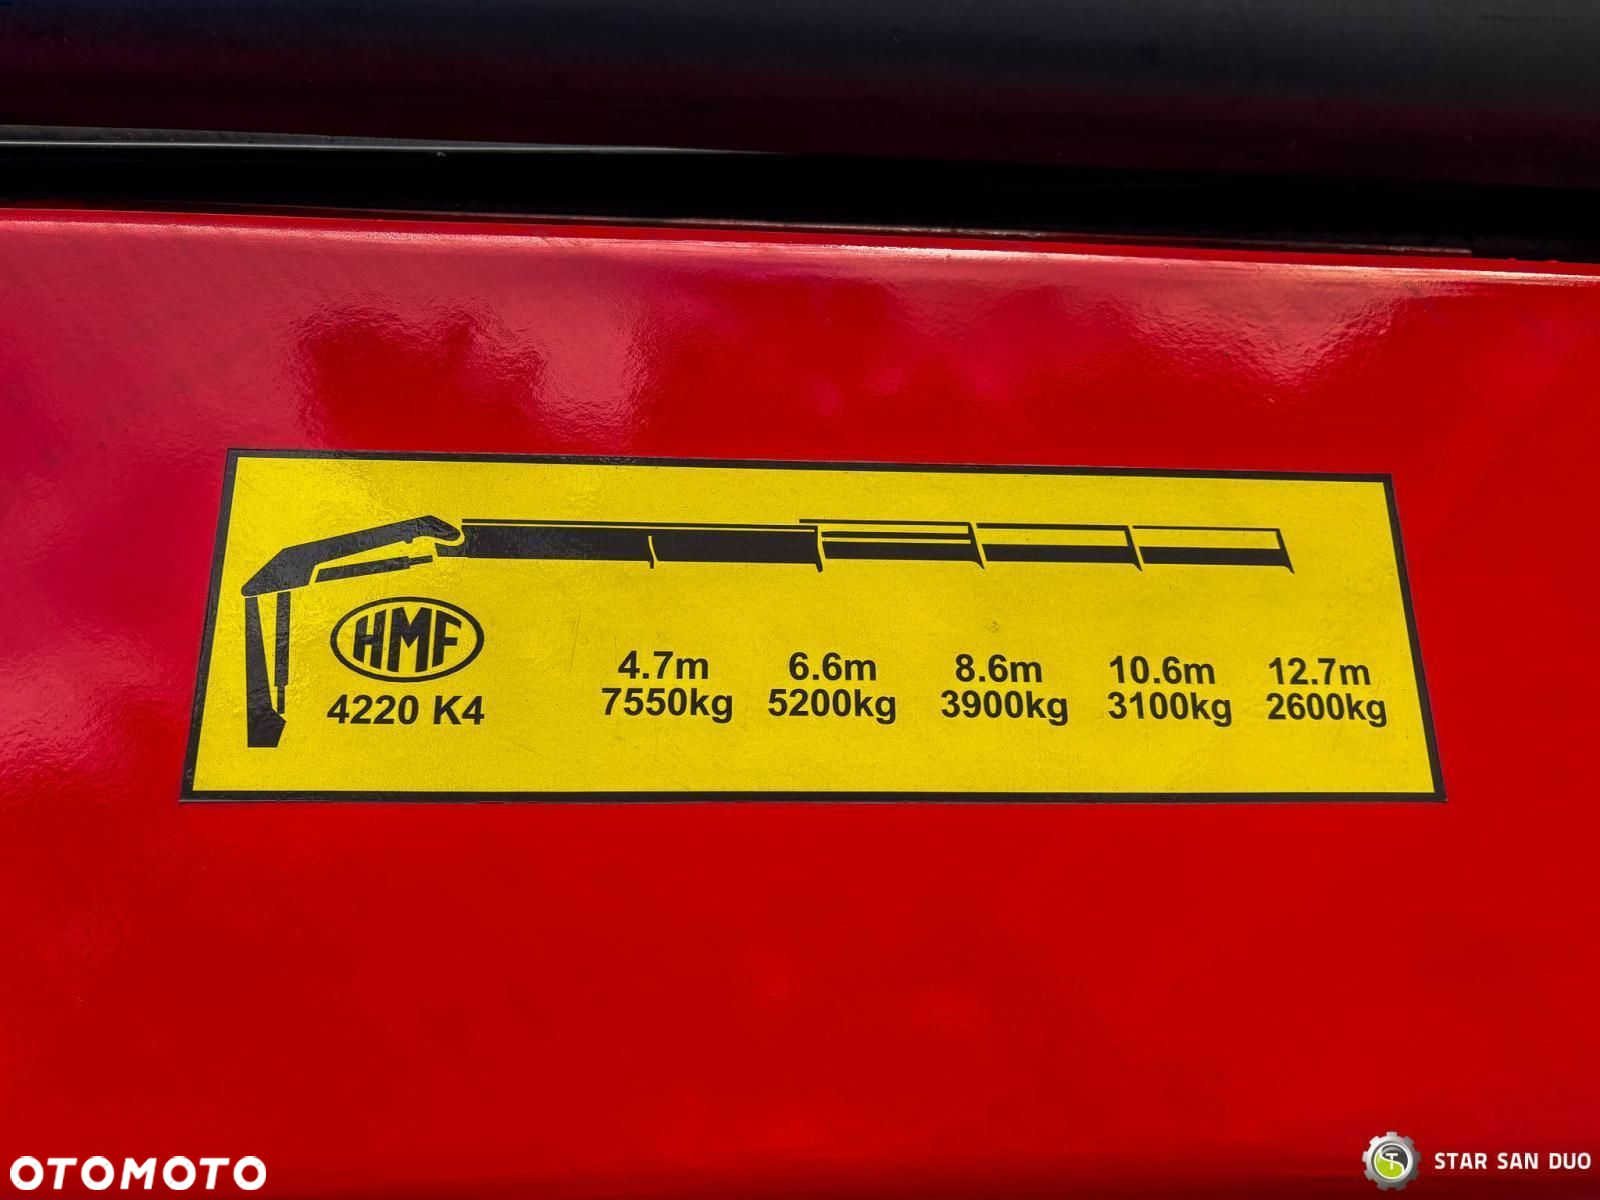 HMF
4220 K4
4.7m 6.6m 8.6m 10.6m 12.7m
7550kg 5200kg 3900kg 3100kg 2600kg
OTOMOTO
STAR SAN DUO